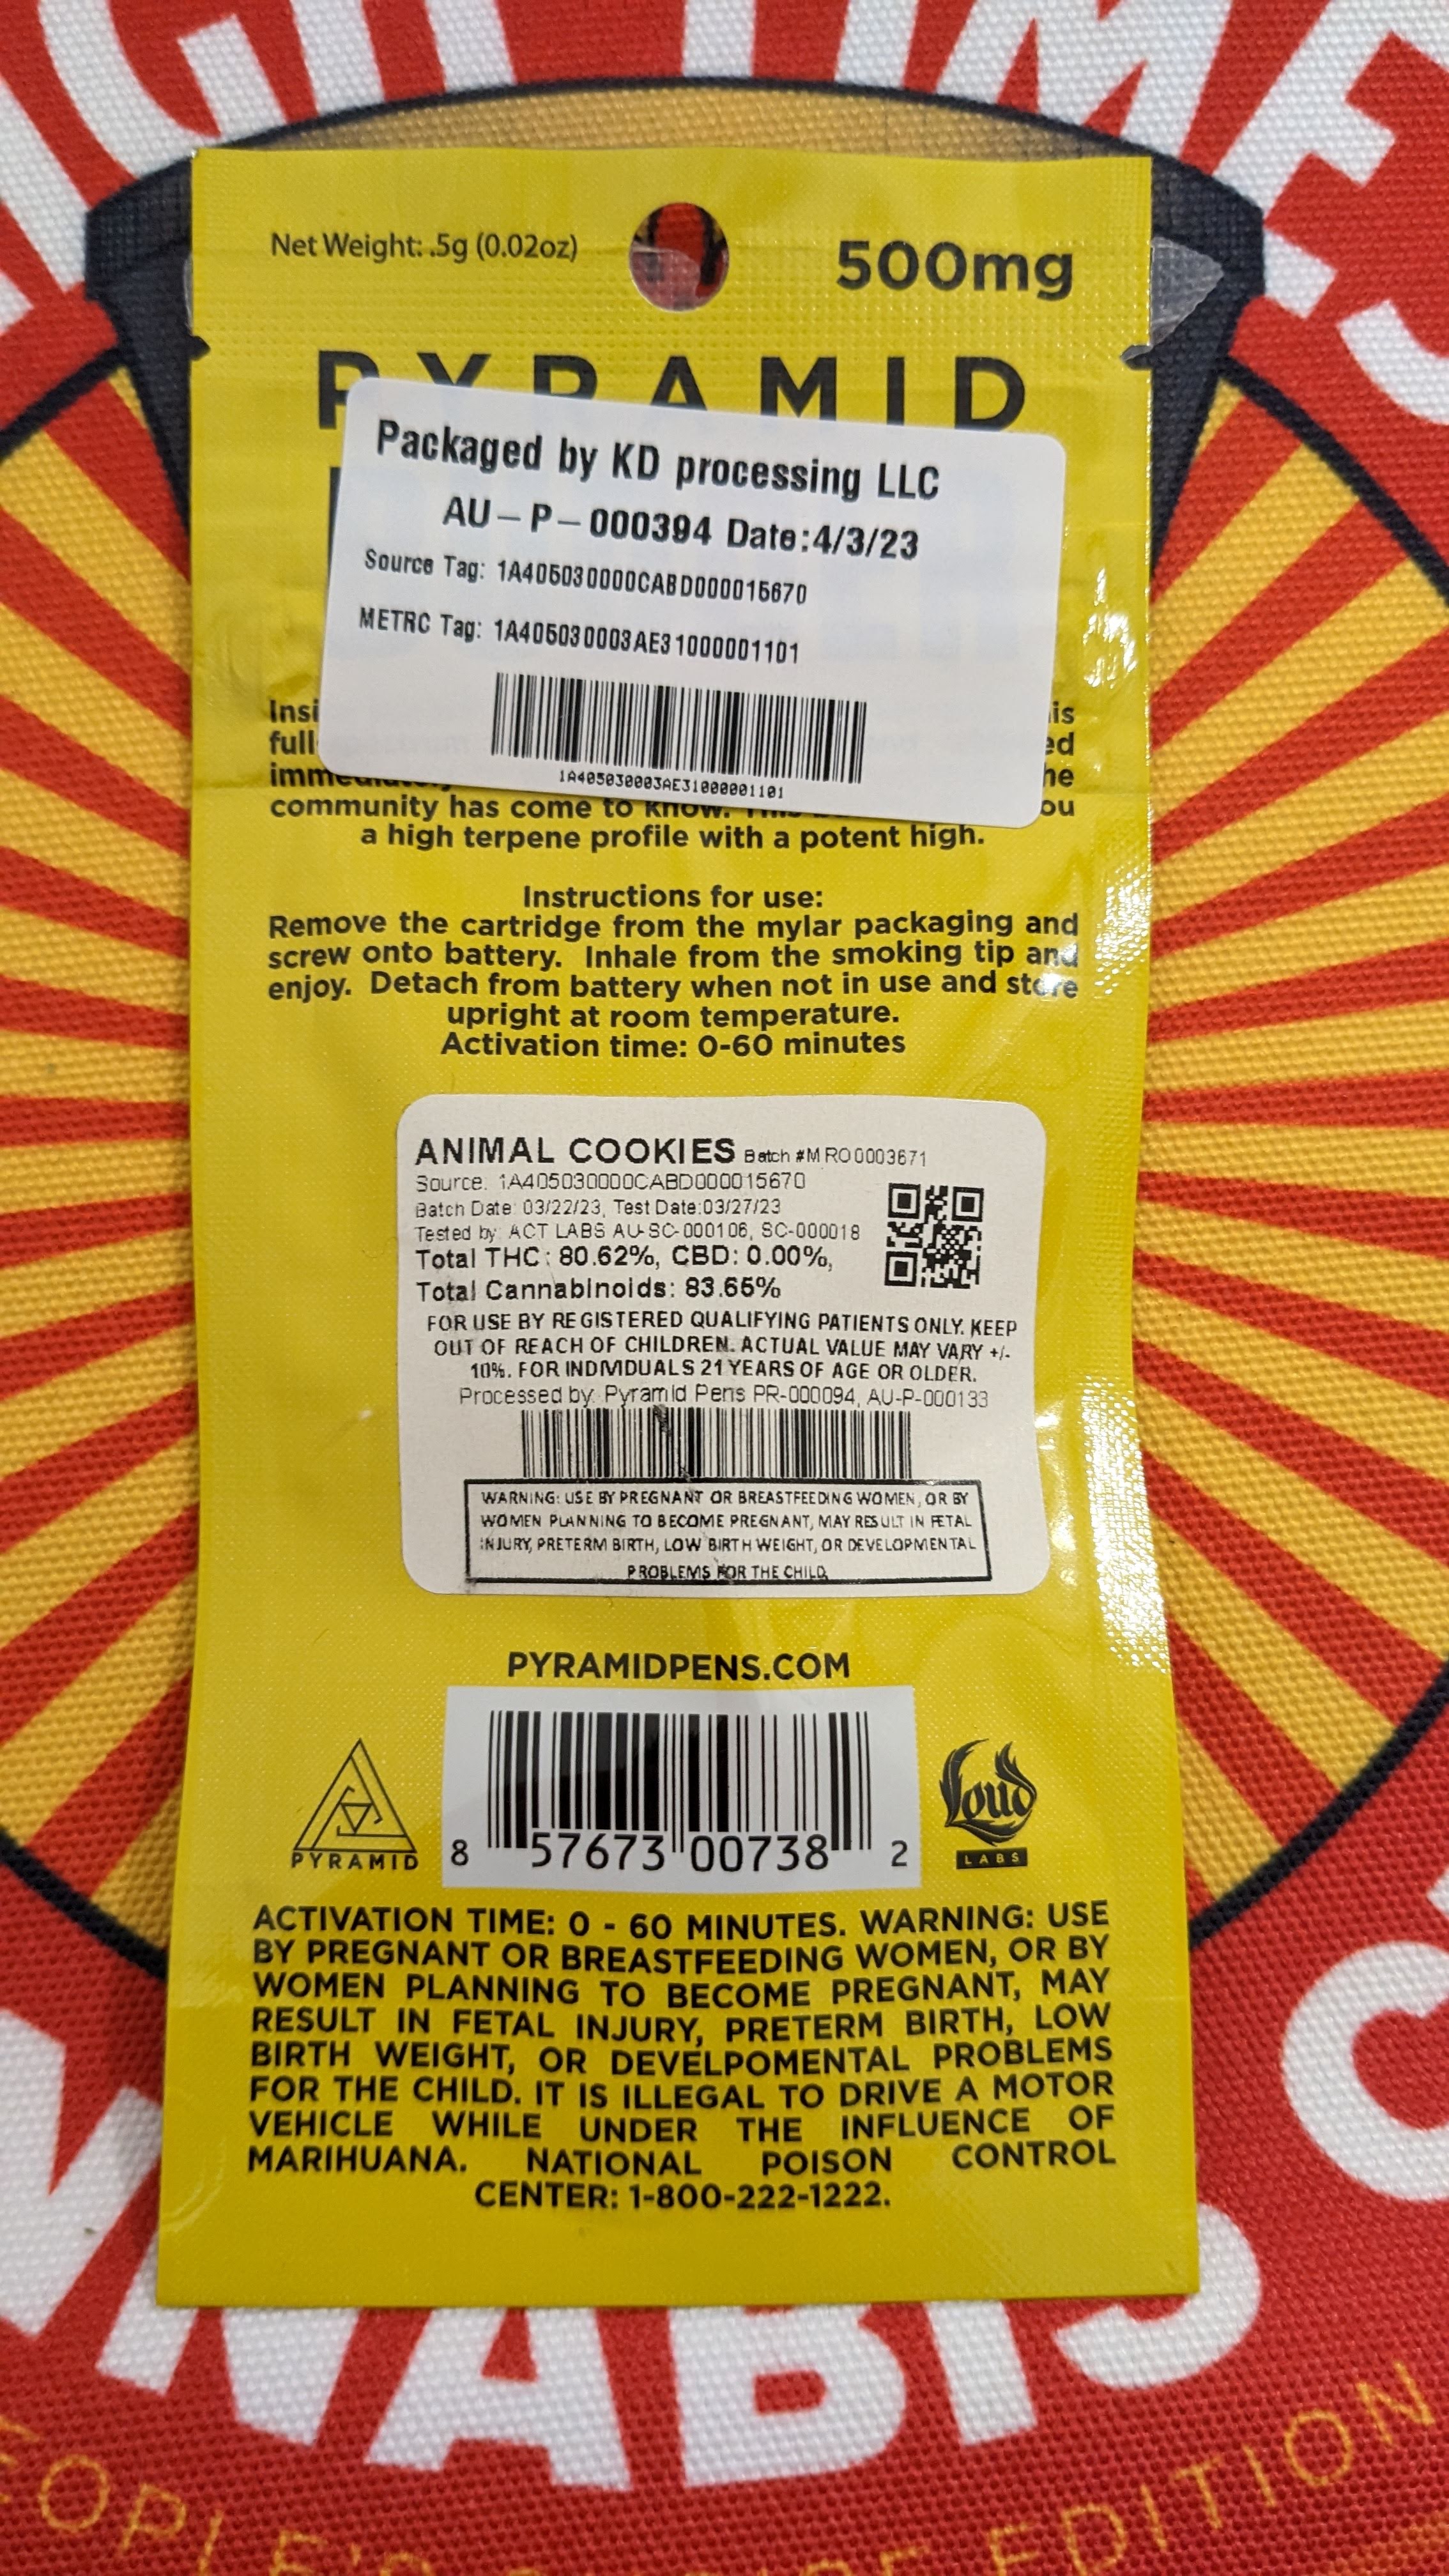 HIGH TIMES
Net Weight: .5g (0.02oz)
500mg
PYRAMID
Packaged by KD processing LLC
AU-P-000394 Date:4/3/23
Source Tag: 1A405030000CABD000015670
METRC Tag: 1A405030003AE31000001101
1A405030003AE31000001101
full
community has come to know.
a high terpene profile with a potent high.
Instructions for use:
Remove the cartridge from the mylar packaging and
screw onto battery. Inhale from the smoking tip and
enjoy. Detach from battery when not in use and store
upright at room temperature.
Activation time: 0-60 minutes
ANIMAL COOKIES Batch #MRO0003671
Source: 1A405030000CABD000015670
Batch Date: 03/22/23, Test Date:03/27/23
Tested by: ACT LABS AU-SC-000106, SC-000018
Total THC: 80.62%, CBD: 0.00%,
Total Cannabinoids: 83.65%
FOR USE BY REGISTERED QUALIFYING PATIENTS ONLY. KEEP
OUT OF REACH OF CHILDREN. ACTUAL VALUE MAY VARY +/-
10%. FOR INDIVIDUALS 21 YEARS OF AGE OR OLDER.
Processed by: Pyramid Pens PR-000094, AU-P-000133
WARNING: USE BY PREGNANT OR BREASTFEEDING WOMEN, OR BY
WOMEN PLANNING TO BECOME PREGNANT, MAY RESULT IN FETAL
INJURY, PRETERM BIRTH, LOW BIRTH WEIGHT, OR DEVELOPMENTAL
PROBLEMS FOR THE CHILD.
PYRAMIDPENS.COM
PYRAMID
8 57673 00738 2
Loud
LABS
ACTIVATION TIME: 0 - 60 MINUTES. WARNING: USE
BY PREGNANT OR BREASTFEEDING WOMEN, OR BY
WOMEN PLANNING TO BECOME PREGNANT, MAY
RESULT IN FETAL INJURY, PRETERM BIRTH, LOW
BIRTH WEIGHT, OR DEVELPOMENTAL PROBLEMS
FOR THE CHILD. IT IS ILLEGAL TO DRIVE A MOTOR
VEHICLE WHILE UNDER THE INFLUENCE OF
MARIHUANA. NATIONAL POISON CONTROL
CENTER: 1-800-222-1222.
EDITION